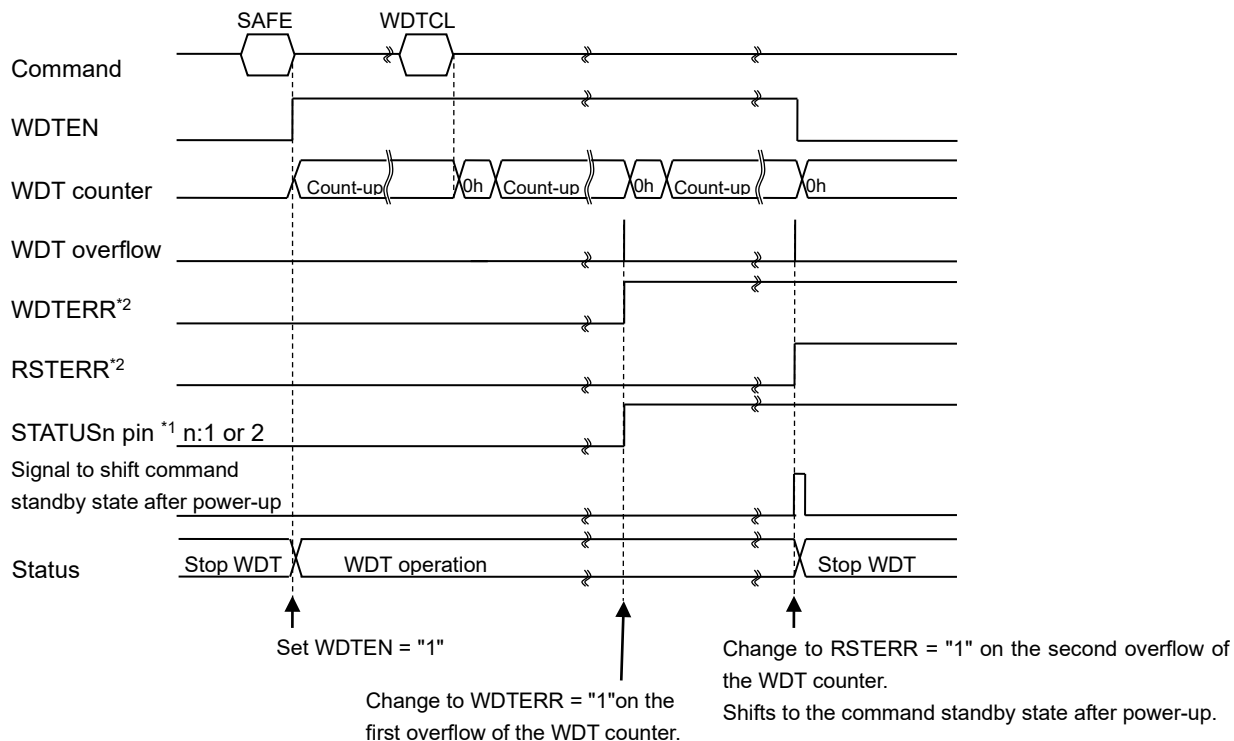 SAFE
WDTCL
Command
WDTEN
WDT counter
Count-up
0h
Count-up
0h
Count-up
0h
WDT overflow
WDTERR*2
RSTERR*2
STATUSn pin *1 n:1 or 2
Signal to shift command
standby state after power-up
Status
Stop WDT
WDT operation
Stop WDT
Set WDTEN = "1"
Change to WDTERR = "1"on the
first overflow of the WDT counter.
Change to RSTERR = "1" on the second overflow of
the WDT counter.
Shifts to the command standby state after power-up.